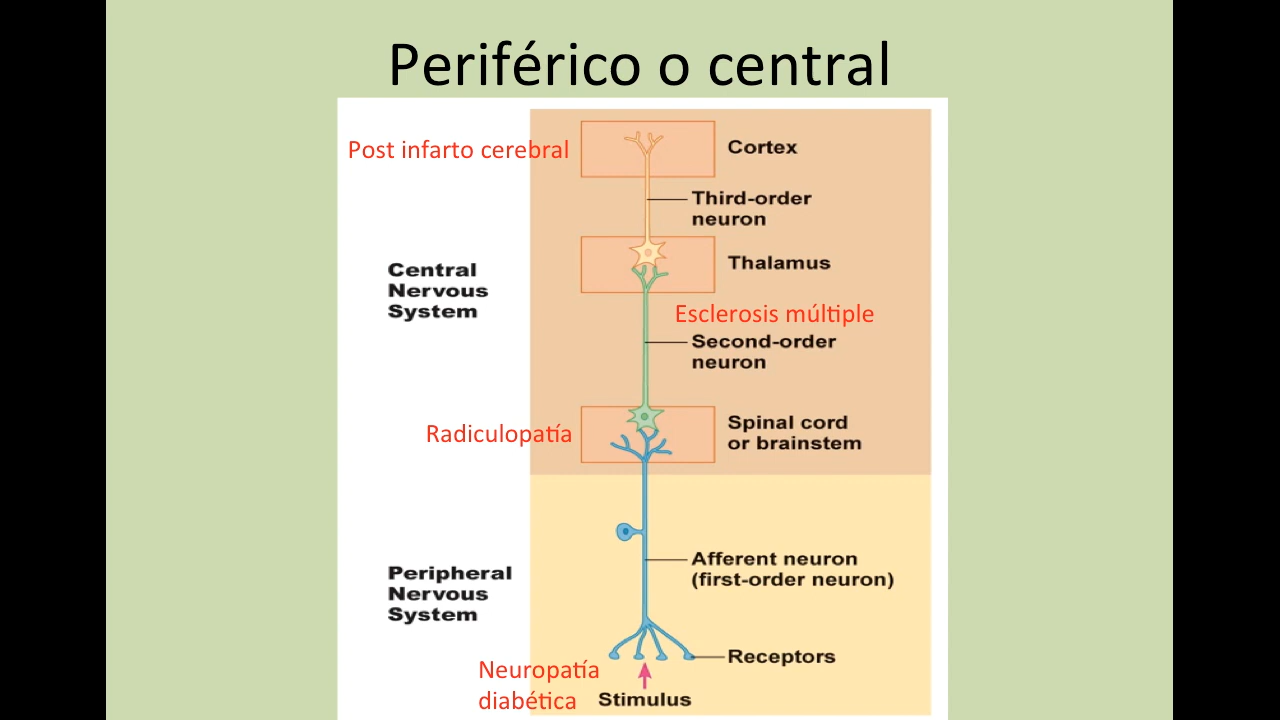 Periférico o central
Post infarto cerebral
Cortex
Third-order
neuron
Thalamus
Central
Nervous
System
Esclerosis múltiple
Second-order
neuron
Radiculopatía
Spinal cord
or brainstem
Afferent neuron
(first-order neuron)
Peripheral
Nervous
System
Receptors
Neuropatía
diabética
Stimulus